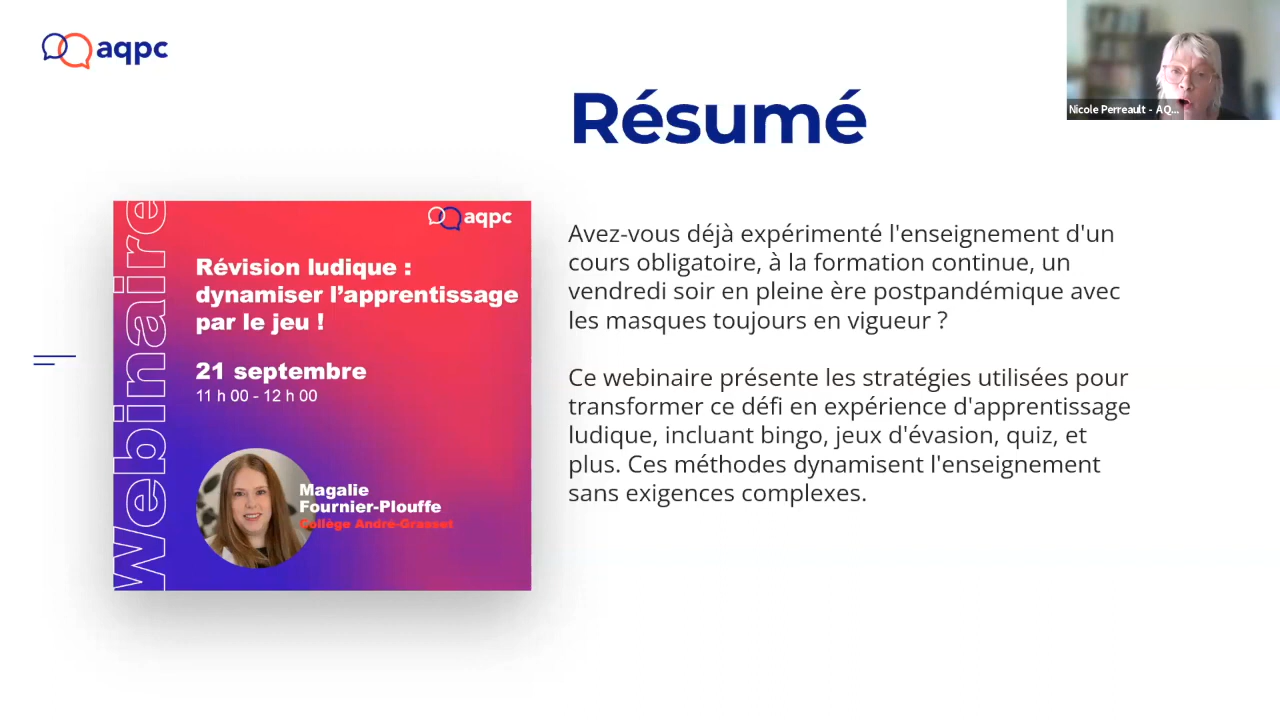 aqpc
Résumé
Nicole Perreault - AQ...
Webinaire
aqpc
Révision ludique :
dynamiser l'apprentissage
par le jeu !
21 septembre
11 h 00 - 12 h 00
Magalie
Fournier-Plouffe
Collège André-Grasset
Avez-vous déjà expérimenté l'enseignement d'un
cours obligatoire, à la formation continue, un
vendredi soir en pleine ère postpandémique avec
les masques toujours en vigueur ?
Ce webinaire présente les stratégies utilisées pour
transformer ce défi en expérience d'apprentissage
ludique, incluant bingo, jeux d'évasion, quiz, et
plus. Ces méthodes dynamisent l'enseignement
sans exigences complexes.